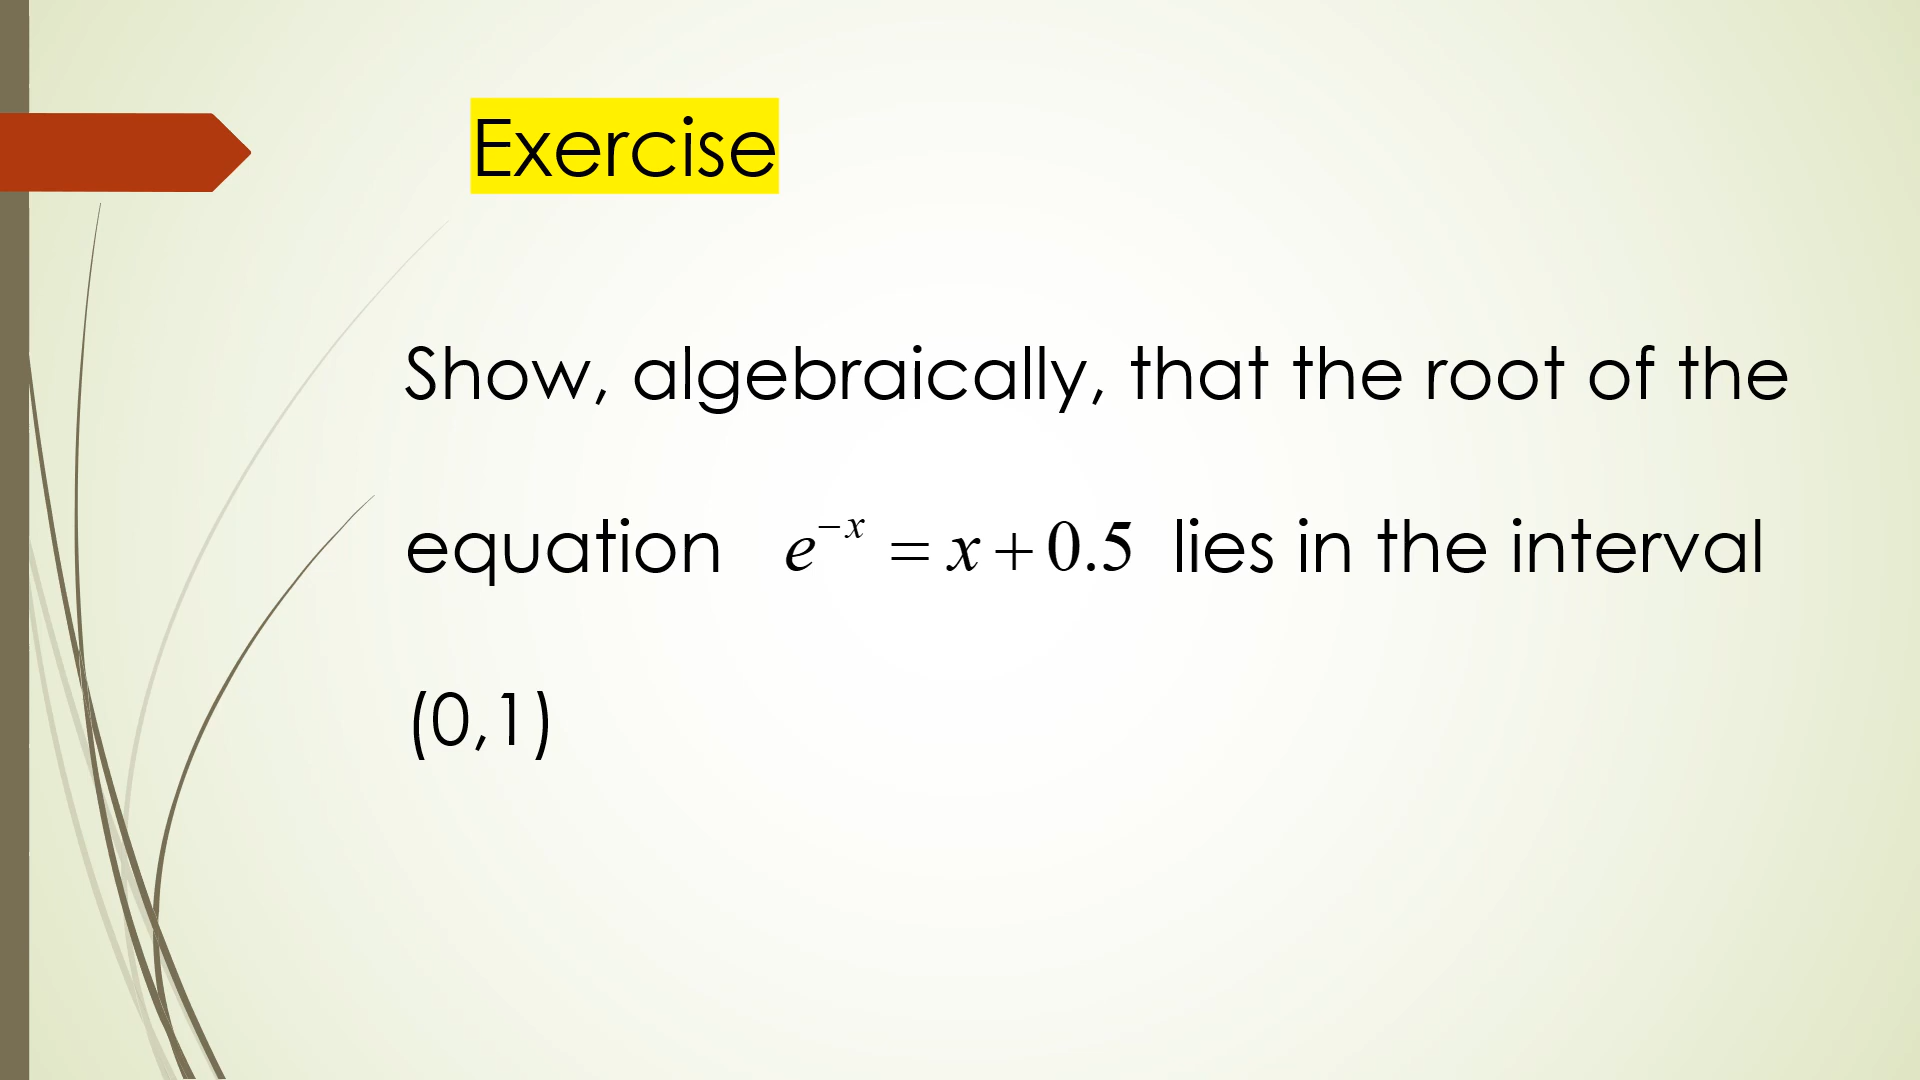 Exercise
Show, algebraically, that the root of the
equation e⁻ˣ = x + 0.5 lies in the interval
(0,1)